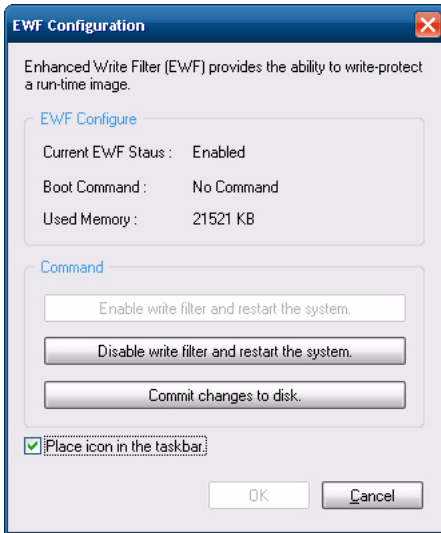 EWF Configuration
Enhanced Write Filter (EWF) provides the ability to write-protect
a run-time image.
EWF Configure
Current EWF Staus : Enabled
Boot Command : No Command
Used Memory : 21521 KB
Command
Enable write filter and restart the system.
Disable write filter and restart the system.
Commit changes to disk.
Place icon in the taskbar.
OK Cancel